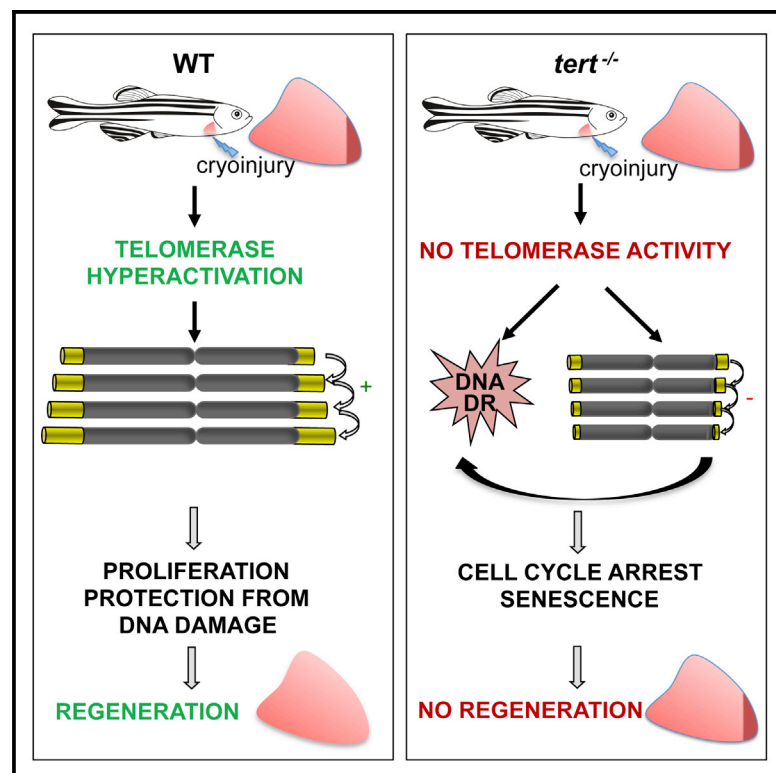 WT
cryoinjury
TELOMERASE
HYPERACTIVATION
+
PROLIFERATION
PROTECTION FROM
DNA DAMAGE
REGENERATION
tert -/-
cryoinjury
NO TELOMERASE ACTIVITY
DNA
DR
-
CELL CYCLE ARREST
SENESCENCE
NO REGENERATION